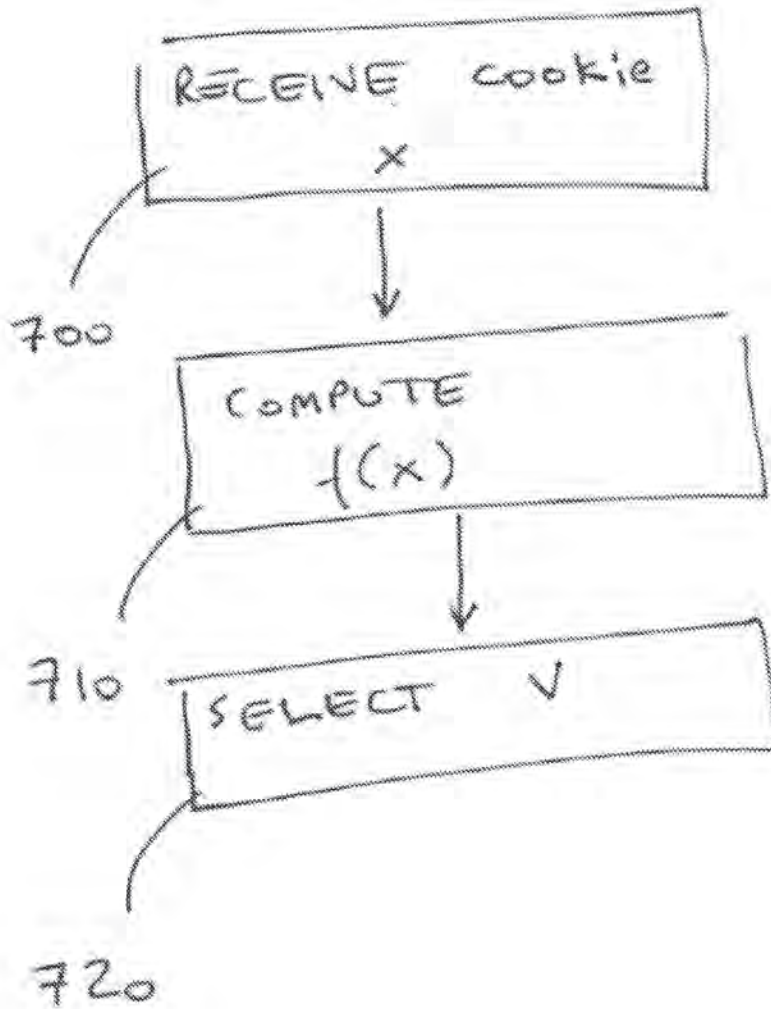 RECEIVE cookie
x
700
COMPUTE
f(x)
710
SELECT V
720